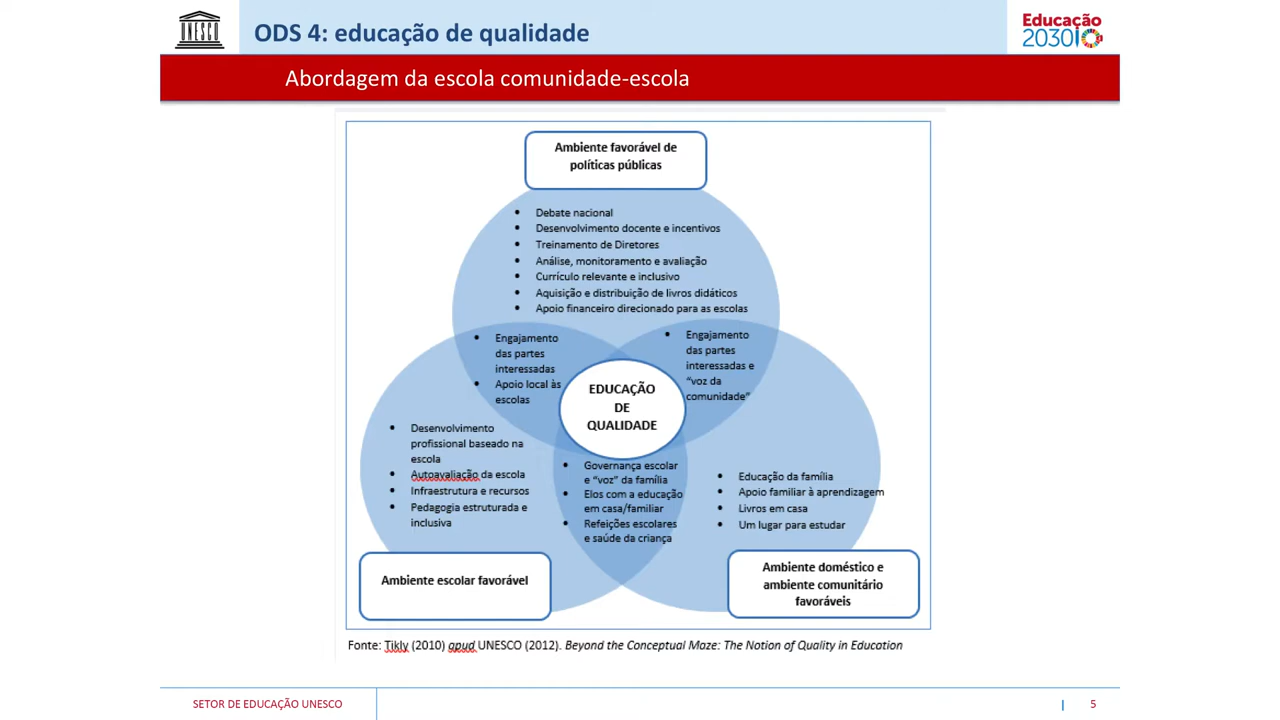 UNESCO
ODS 4: educação de qualidade
Educação
2030
Abordagem da escola comunidade-escola
Ambiente favorável de
políticas públicas
• Debate nacional
• Desenvolvimento docente e incentivos
• Treinamento de Diretores
• Análise, monitoramento e avaliação
• Currículo relevante e inclusivo
• Aquisição e distribuição de livros didáticos
• Apoio financeiro direcionado para as escolas
• Engajamento
das partes
interessadas
• Apoio local às
escolas
• Engajamento
das partes
interessadas e
“voz da
comunidade”
EDUCAÇÃO
DE
QUALIDADE
• Desenvolvimento
profissional baseado na
escola
• Autoavaliação da escola
• Infraestrutura e recursos
• Pedagogia estruturada e
inclusiva
• Governança escolar
e “voz” da família
• Elos com a educação
em casa/familiar
• Refeições escolares
e saúde da criança
• Educação da família
• Apoio familiar à aprendizagem
• Livros em casa
• Um lugar para estudar
Ambiente escolar favorável
Ambiente doméstico e
ambiente comunitário
favoráveis
Fonte: Tikly (2010) apud UNESCO (2012). Beyond the Conceptual Maze: The Notion of Quality in Education
SETOR DE EDUCAÇÃO UNESCO
| 5